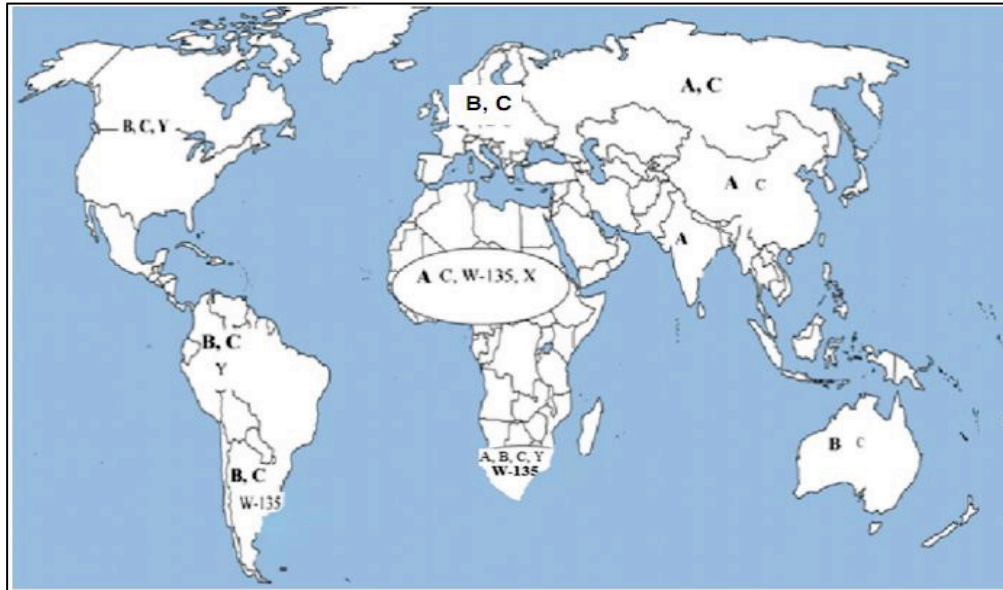 A, C
B, C
B, C, Y
A C
A
A C, W-135, X
B, C
Y
B C
A, B, C, Y
W-135
B, C
W-135